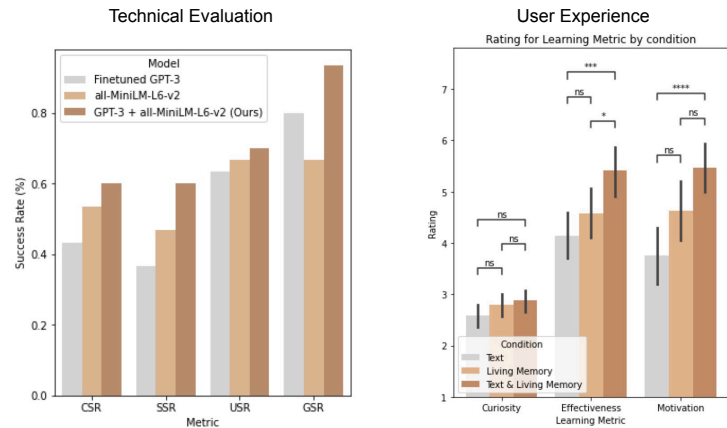 Technical Evaluation
Success Rate (%)
0.8
0.6
0.4
0.2
0.0
Model
Finetuned GPT-3
all-MiniLM-L6-v2
GPT-3 + all-MiniLM-L6-v2 (Ours)
CSR SSR USR GSR
Metric
User Experience
Rating for Learning Metric by condition
Rating
7
6
5
4
3
2
1
ns
ns
ns
***
ns
*
****
ns
ns
Condition
Text
Living Memory
Text & Living Memory
Curiosity Effectiveness Motivation
Learning Metric